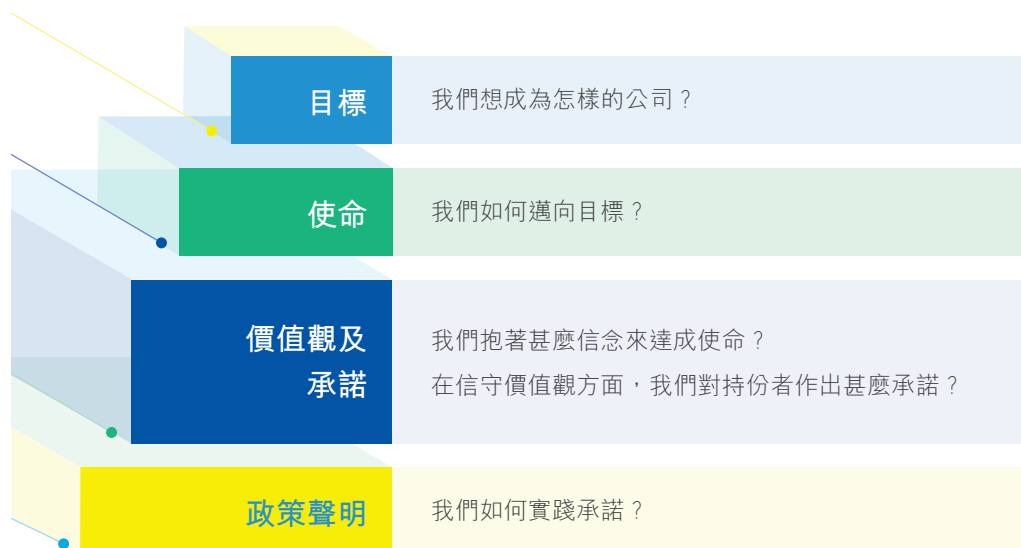 目標
我們想成為怎樣的公司？
使命
我們如何邁向目標？
價值觀及
承諾
我們抱著甚麼信念來達成使命？
在信守價值觀方面，我們對持份者作出甚麼承諾？
政策聲明
我們如何實踐承諾？